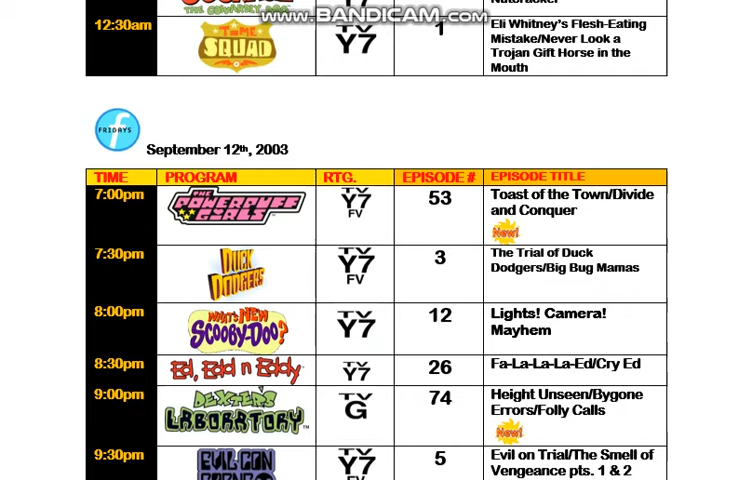 www.BANDICAM.com
THE COWARDLY DOG
Y7
Nutcracker
12:30am
TIME SQUAD
TV Y7
1
Eli Whitney's Flesh-Eating
Mistake/Never Look a
Trojan Gift Horse in the
Mouth
FRIDAYS
September 12th, 2003
TIME PROGRAM RTG. EPISODE # EPISODE TITLE
7:00pm
THE POWERPUFF GIRLS
TV Y7 FV
53
Toast of the Town/Divide
and Conquer
New!
7:30pm
DUCK DODGERS
TV Y7 FV
3
The Trial of Duck
Dodgers/Big Bug Mamas
8:00pm
WHAT'S NEW SCOOBY-DOO?
TV Y7
12
Lights! Camera!
Mayhem
8:30pm
Ed, Edd n Eddy
TV Y7
26
Fa-La-La-La-Ed/Cry Ed
9:00pm
DEXTER'S LABORATORY
TV G
74
Height Unseen/Bygone
Errors/Folly Calls
New!
9:30pm
EVIL CON CARNE
TV Y7 FV
5
Evil on Trial/The Smell of
Vengeance pts. 1 & 2